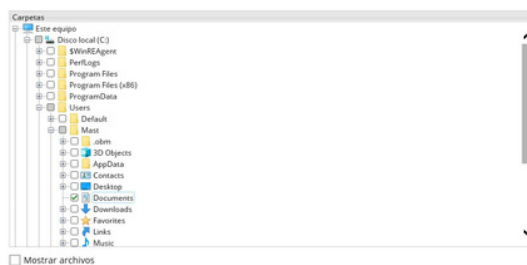 Carpetas
Este equipo
Disco local (C:)
$WinREAgent
PerfLogs
Program Files
Program Files (x86)
ProgramData
Users
Default
Mast
.obm
3D Objects
AppData
Contacts
Desktop
Documents
Downloads
Favorites
Links
Music
Mostrar archivos